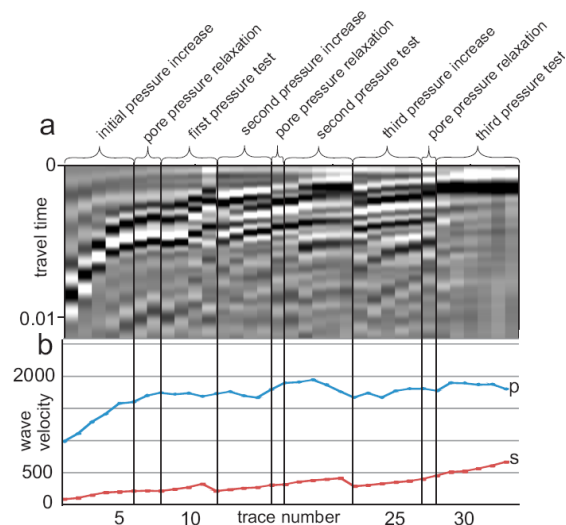 initial pressure increase
pore pressure relaxation
first pressure test
second pressure increase
pore pressure relaxation
second pressure test
third pressure increase
pore pressure relaxation
third pressure test
a
0
travel time
0.01
b
2000
wave
velocity
500
0
p
s
5 10 trace number 25 30